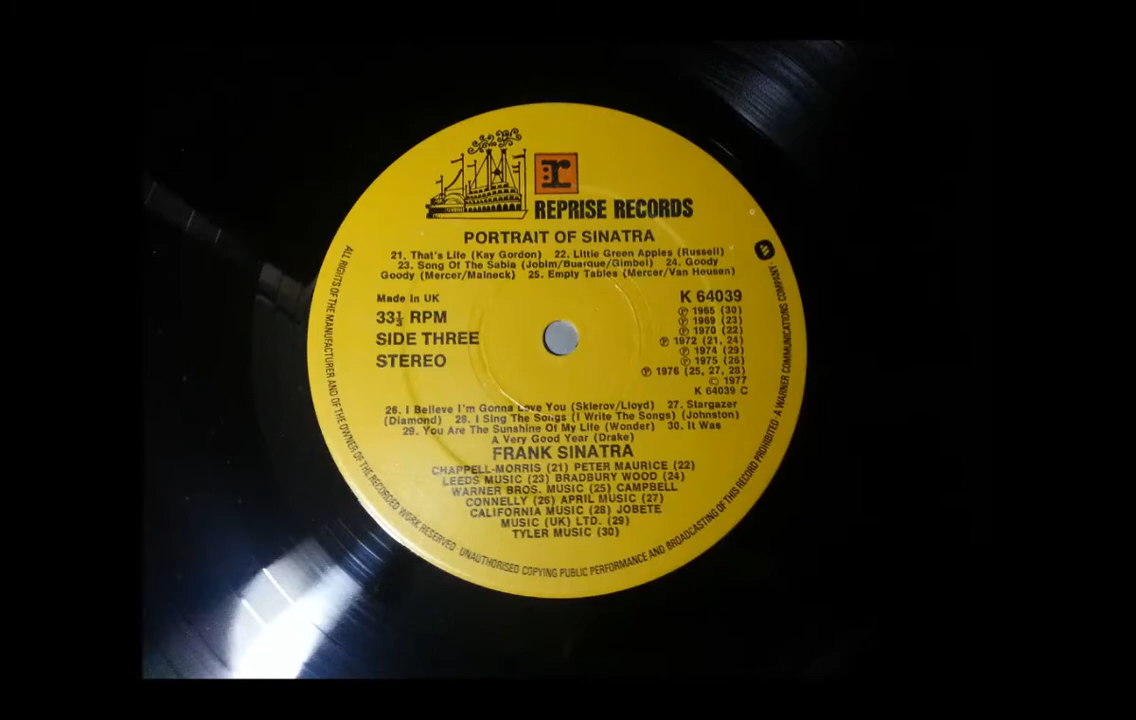 r
REPRISE RECORDS
PORTRAIT OF SINATRA
21. That's Life (Kay Gordon) 22. Little Green Apples (Russell)
23. Song Of The Sabia (Jobim/Buarque/Gimbel) 24. Goody
Goody (Mercer/Malneck) 25. Empty Tables (Mercer/Van Heusen)
Made in UK
33⅓ RPM
SIDE THREE
STEREO
K 64039
℗ 1965 (30)
℗ 1969 (23)
℗ 1970 (22)
℗ 1972 (21, 24)
℗ 1974 (29)
℗ 1975 (26)
℗ 1976 (25, 27, 28)
© 1977
K 64039 C
26. I Believe I'm Gonna Love You (Sklerov/Lloyd) 27. Stargazer
(Diamond) 28. I Sing The Songs (I Write The Songs) (Johnston)
29. You Are The Sunshine Of My Life (Wonder) 30. It Was
A Very Good Year (Drake)
FRANK SINATRA
CHAPPELL-MORRIS (21) PETER MAURICE (22)
LEEDS MUSIC (23) BRADBURY WOOD (24)
WARNER BROS. MUSIC (25) CAMPBELL
CONNELLY (26) APRIL MUSIC (27)
CALIFORNIA MUSIC (28) JOBETE
MUSIC (UK) LTD. (29)
TYLER MUSIC (30)
ALL RIGHTS OF THE MANUFACTURER AND OF THE OWNER OF THE RECORDED WORK RESERVED · UNAUTHORISED COPYING PUBLIC PERFORMANCE AND BROADCASTING OF THIS RECORD PROHIBITED · A WARNER COMMUNICATIONS COMPANY ·